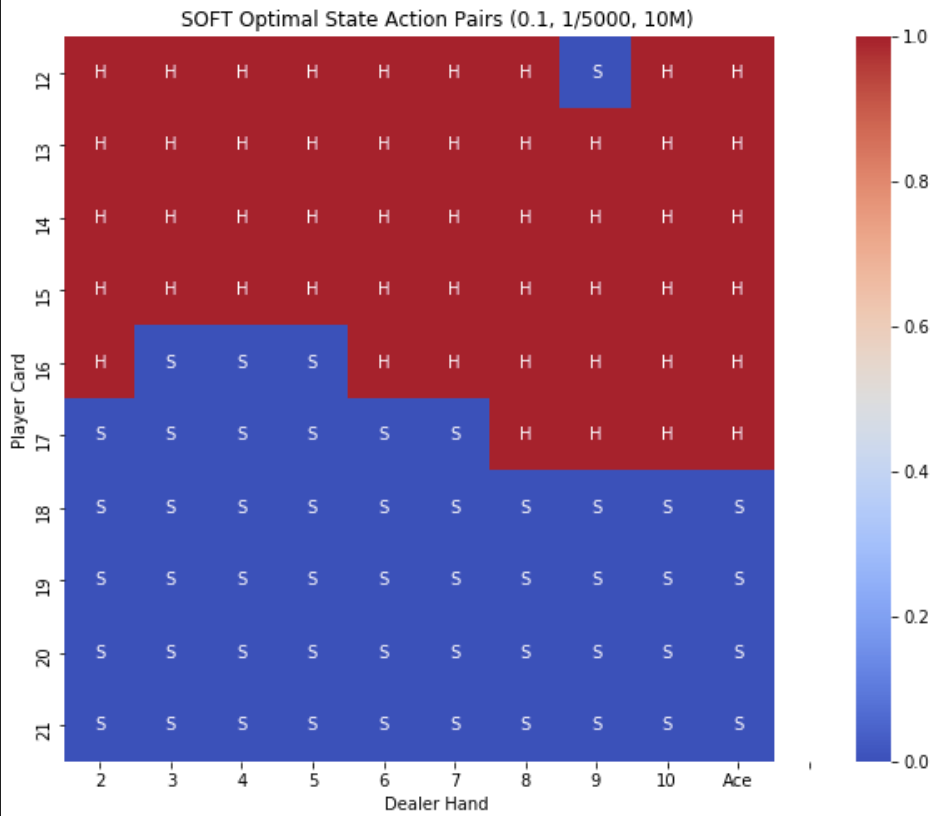 SOFT Optimal State Action Pairs (0.1, 1/5000, 10M)
12 H H H H H H H S H H
13 H H H H H H H H H H
14 H H H H H H H H H H
15 H H H H H H H H H H
16 H S S S H H H H H H
17 S S S S S S H H H H
18 S S S S S S S S S S
19 S S S S S S S S S S
20 S S S S S S S S S S
21 S S S S S S S S S S
2 3 4 5 6 7 8 9 10 Ace
Player Card
Dealer Hand
1.0
0.8
0.6
0.4
0.2
0.0